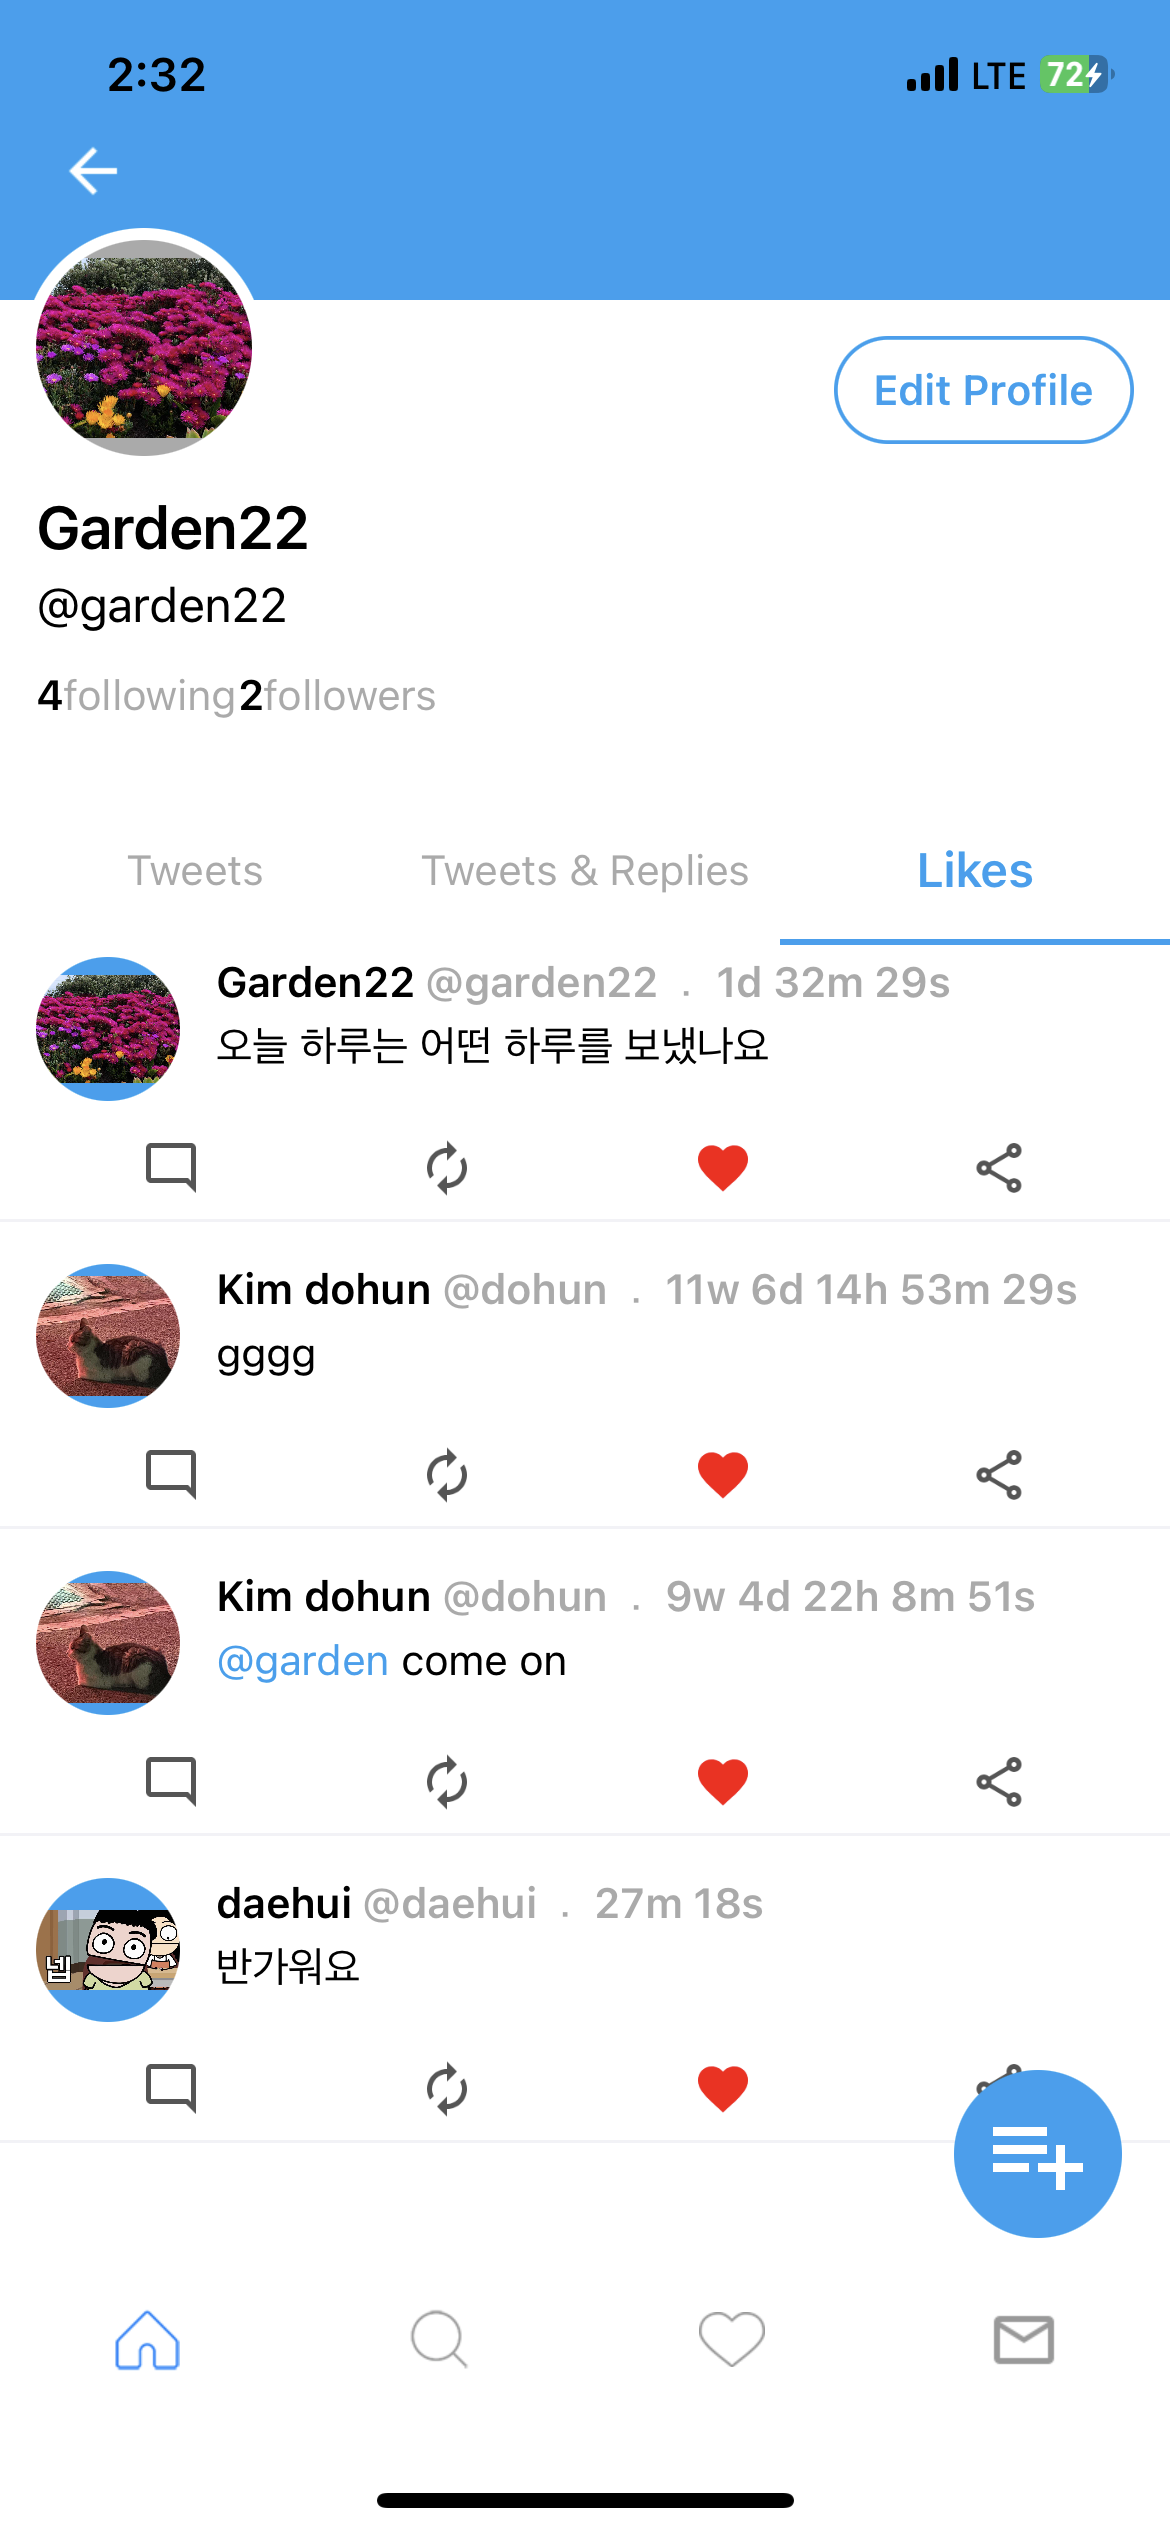 2:32
LTE 72
Edit Profile
Garden22
@garden22
4following2followers
Tweets Tweets & Replies Likes
Garden22 @garden22 . 1d 32m 29s
오늘 하루는 어떤 하루를 보냈나요
Kim dohun @dohun . 11w 6d 14h 53m 29s
gggg
Kim dohun @dohun . 9w 4d 22h 8m 51s
@garden come on
daehui @daehui . 27m 18s
넵
반가워요